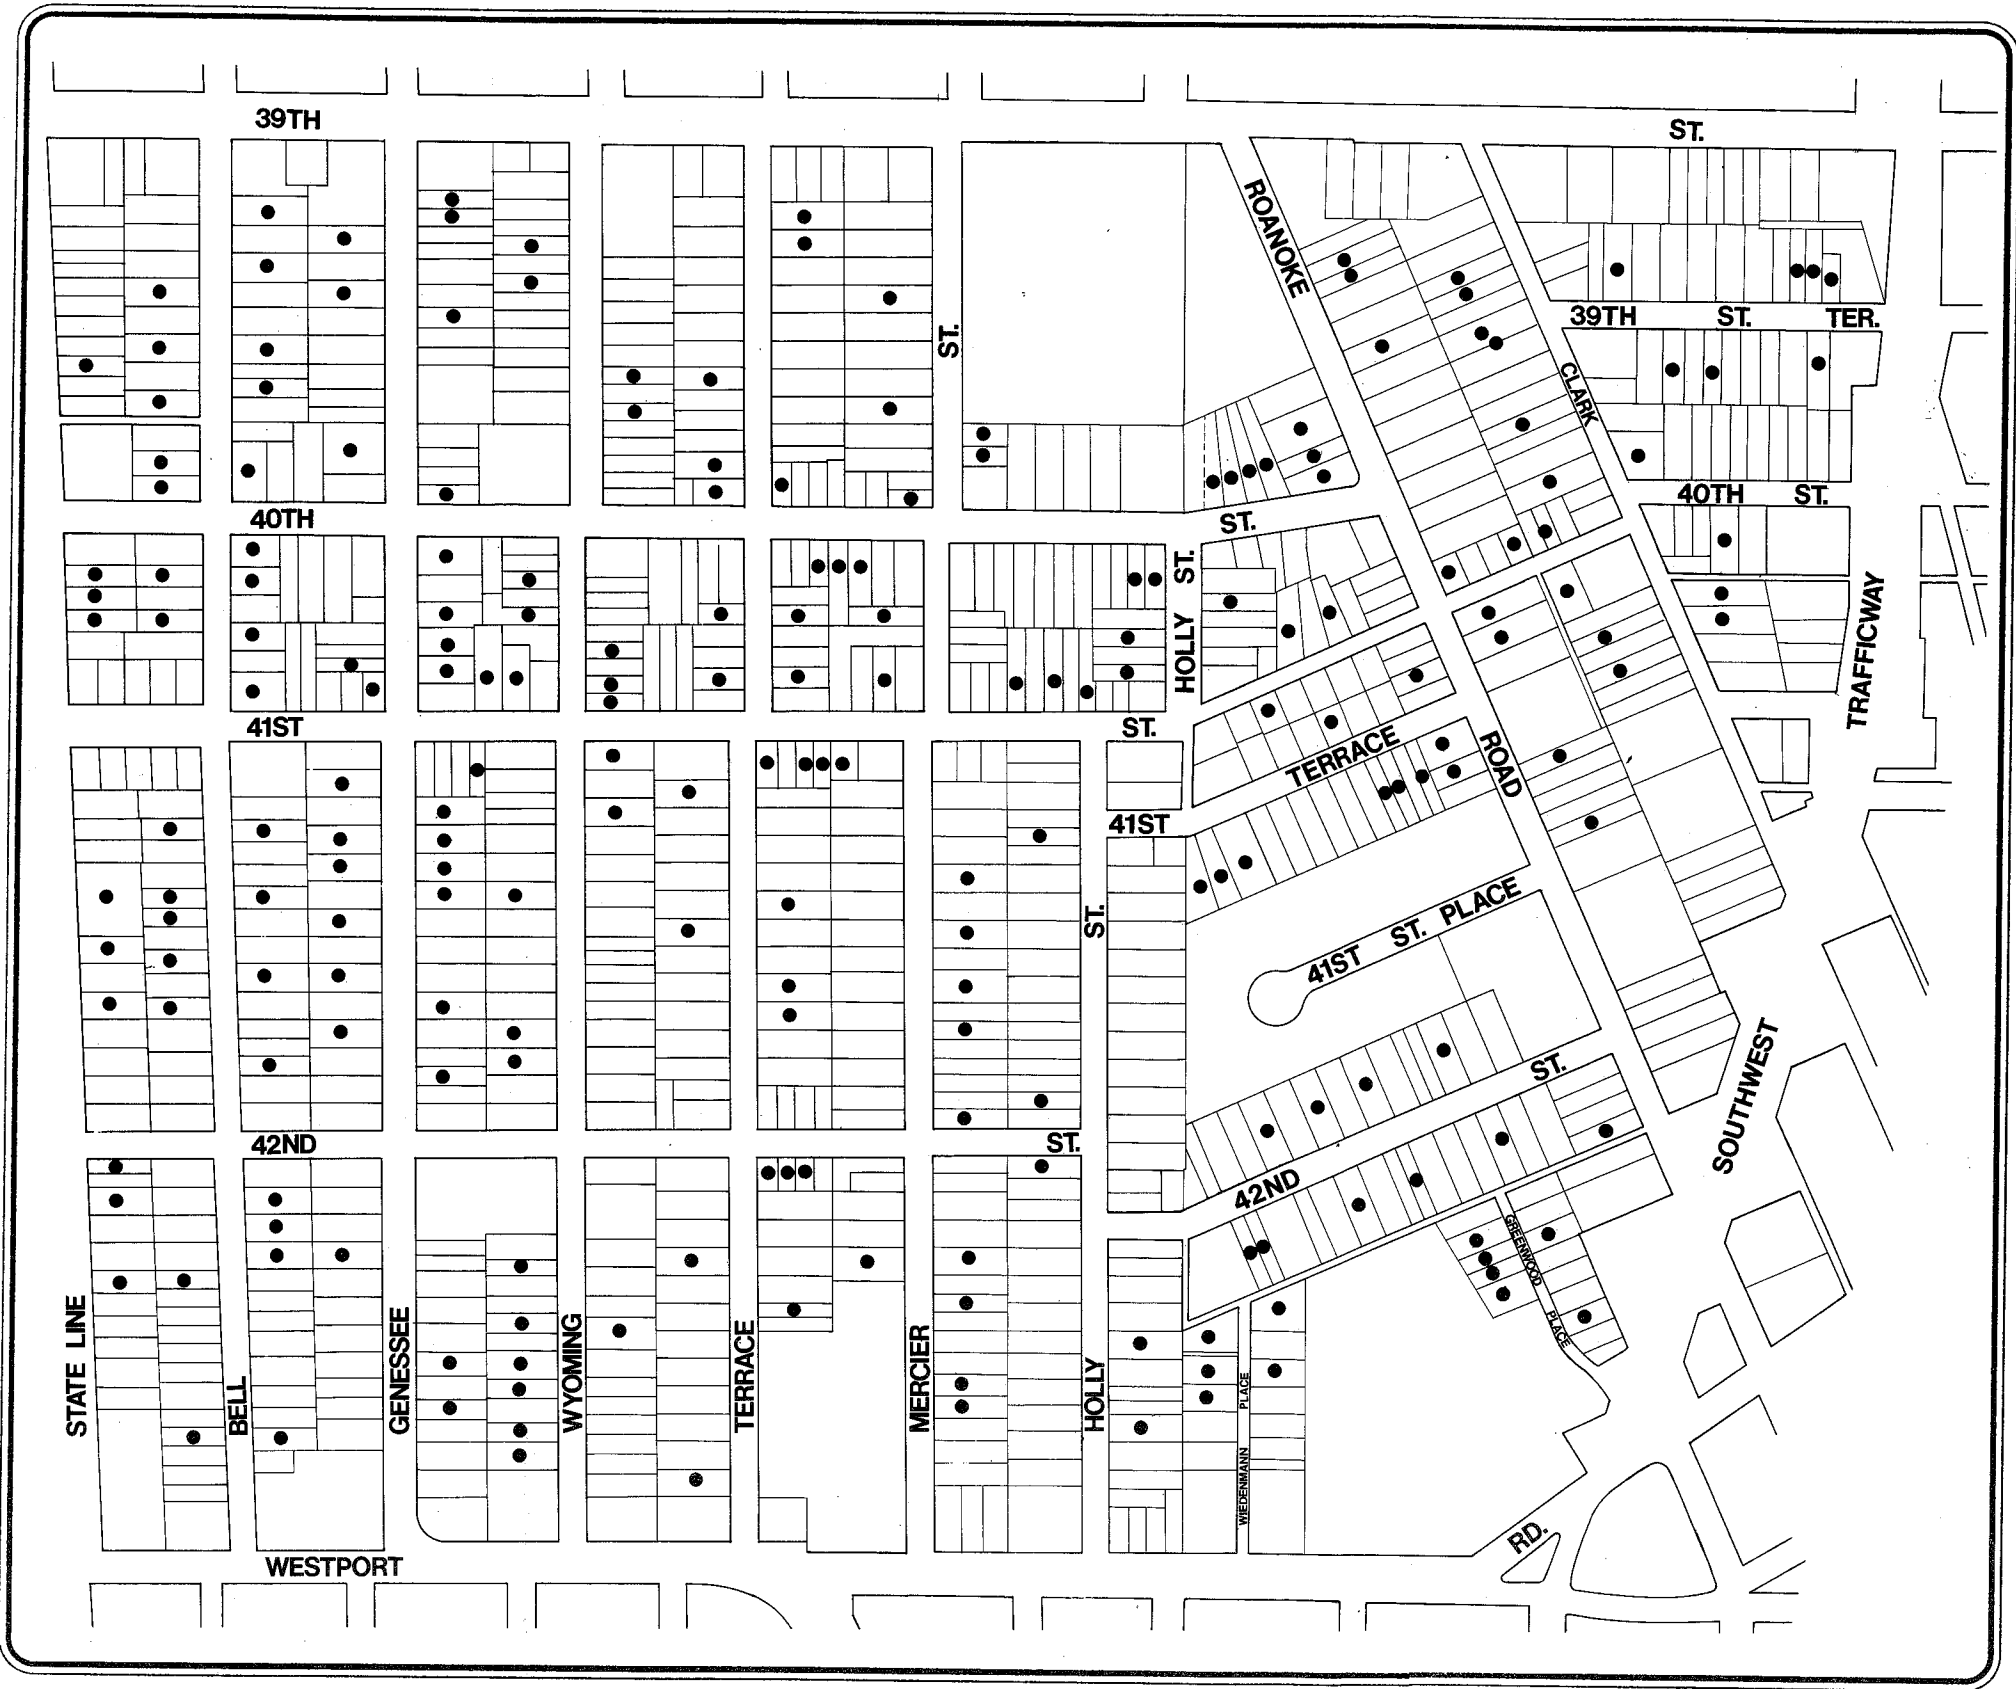 39TH
ST.
ROANOKE
39TH ST. TER.
ST.
CLARK
40TH ST.
40TH
ST.
HOLLY ST.
TRAFFICWAY
41ST
ST.
TERRACE
ROAD
41ST
ST.
41ST ST. PLACE
SOUTHWEST
42ND
ST.
42ND
ST.
GREENWOOD PLACE
STATE LINE
BELL
GENESSEE
WYOMING
TERRACE
MERCIER
HOLLY
WIEDENMANN PLACE
WESTPORT
RD.